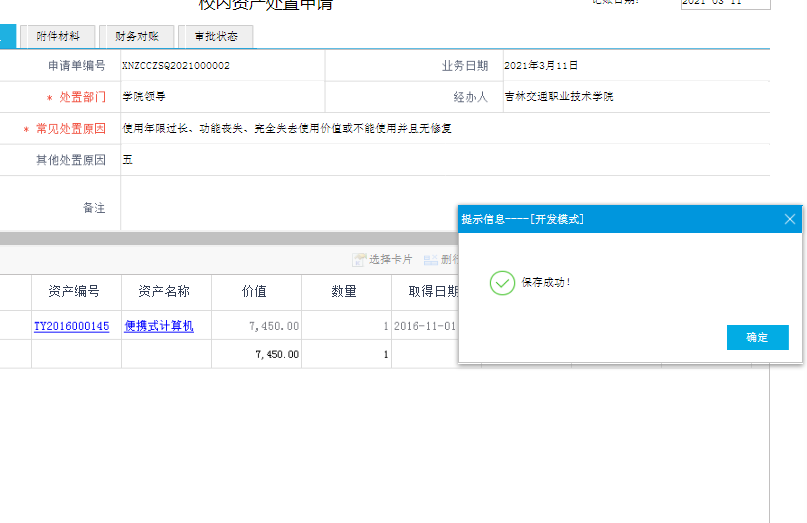 校内资产处置申请
记账日期:
2021-03-11
附件材料 财务对账 审批状态
申请单编号 XNZCCZSQ2021000002 业务日期 2021年3月11日
* 处置部门 学院领导 经办人 吉林交通职业技术学院
* 常见处置原因 使用年限过长、功能丧失、完全失去使用价值或不能使用并且无修复
其他处置原因 五
备注
提示信息----[开发模式]
保存成功!
确定
选择卡片 删行
资产编号 资产名称 价值 数量 取得日期
TY2016000145 便携式计算机 7,450.00 1 2016-11-01
7,450.00 1